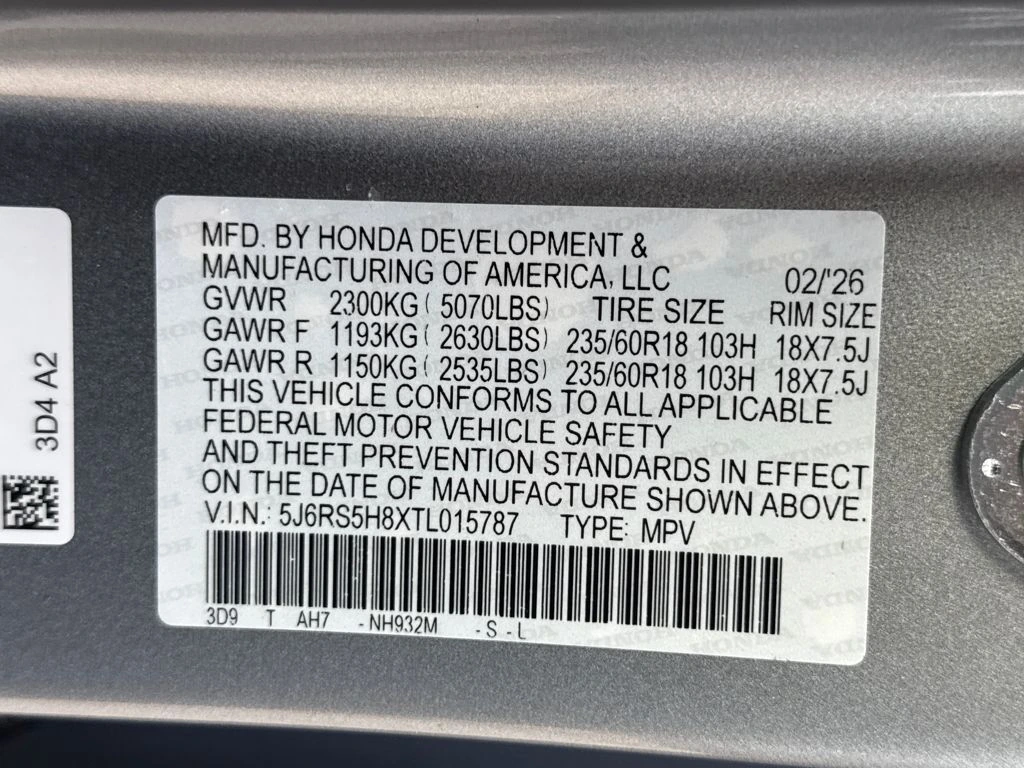 MFD. BY HONDA DEVELOPMENT &
MANUFACTURING OF AMERICA, LLC 02/'26
GVWR 2300KG ( 5070LBS) TIRE SIZE RIM SIZE
GAWR F 1193KG ( 2630LBS) 235/60R18 103H 18X7.5J
GAWR R 1150KG ( 2535LBS) 235/60R18 103H 18X7.5J
THIS VEHICLE CONFORMS TO ALL APPLICABLE
FEDERAL MOTOR VEHICLE SAFETY
AND THEFT PREVENTION STANDARDS IN EFFECT
ON THE DATE OF MANUFACTURE SHOWN ABOVE.
V.I.N.: 5J6RS5H8XTL015787 TYPE: MPV
3D9 T AH7 - NH932M - S - L
3D4 A2